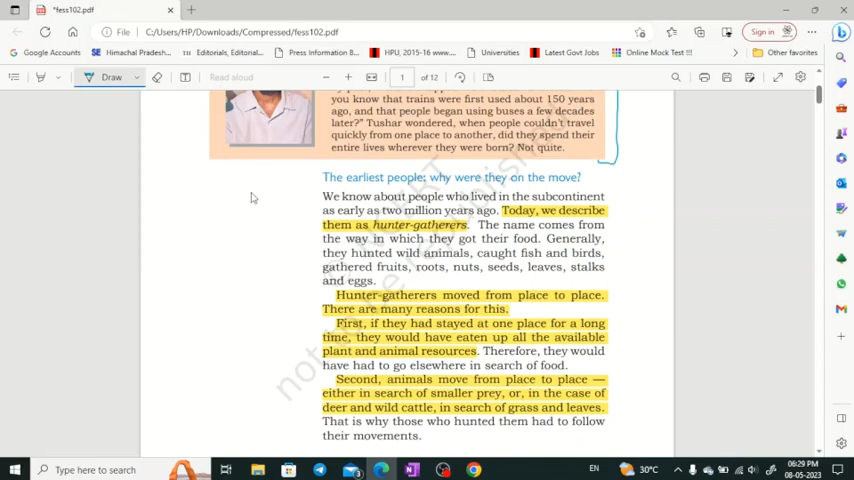 *fess102.pdf
File C:/Users/HP/Downloads/Compressed/fess102.pdf
Sign in
Google Accounts Himachal Pradesh... Editorials, Editorial... Press Information B... HPU, 2015-16 www.... Universities Latest Govt Jobs Online Mock Test !!! Other favorites
Draw Read aloud 1 of 12
you know that trains were first used about 150 years
ago, and that people began using buses a few decades
later?" Tushar wondered, when people couldn't travel
quickly from one place to another, did they spend their
entire lives wherever they were born? Not quite.
The earliest people: why were they on the move?
We know about people who lived in the subcontinent
as early as two million years ago. Today, we describe
them as hunter-gatherers. The name comes from
the way in which they got their food. Generally,
they hunted wild animals, caught fish and birds,
gathered fruits, roots, nuts, seeds, leaves, stalks
and eggs.
Hunter-gatherers moved from place to place.
There are many reasons for this.
First, if they had stayed at one place for a long
time, they would have eaten up all the available
plant and animal resources. Therefore, they would
have had to go elsewhere in search of food.
Second, animals move from place to place —
either in search of smaller prey, or, in the case of
deer and wild cattle, in search of grass and leaves.
That is why those who hunted them had to follow
their movements.
not to be republished
Type here to search
EN
30°C
06:29 PM
08-05-2023